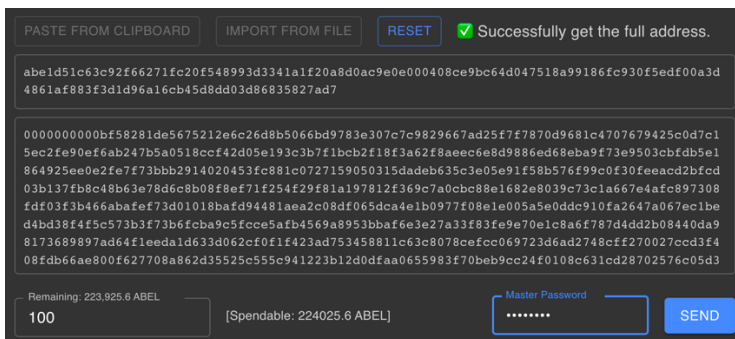 PASTE FROM CLIPBOARD IMPORT FROM FILE RESET ✅ Successfully get the full address.
abe1d51c63c92f66271fc20f548993d3341a1f20a8d0ac9e0e000408ce9bc64d047518a99186fc930f5edf00a3d
4861af883f3d1d96a16cb45d8dd03d86835827ad7
0000000000bf58281de5675212e6c26d8b5066bd9783e307c7c9829667ad25f7f7870d9681c4707679425c0d7c1
5ec2fe90ef6ab247b5a0518ccf42d05e193c3b7f1bcb2f18f3a62f8aeec6e8d9886ed68eba9f73e9503cbfdb5e1
864925ee0e2fe7f73bbb2914020453fc881c0727159050315dadeb635c3e05e91f58b576f99c0f30feeacd2bfcd
03b137fb8c48b63e78d6c8b08f8ef71f254f29f81a197812f369c7a0cbc88e1682e8039c73c1a667e4afc897308
fdf03f3b466abafef73d01018bafd94481aea2c08df065dca4e1b0977f08e1e005a5e0ddc910fa2647a067ec1be
d4bd38f4f5c573b3f73b6fcba9c5fcce5afb4569a8953bbaf6e3e27a33f83fe9e70e1c8a6f787d4dd2b08440da9
8173689897ad64f1eeda1d633d062cf0f1f423ad753458811c63c8078cefcc069723d6ad2748cff270027ccd3f4
08fdb66ae800f627708a862d35525c555c941223b12d0dfaa0655983f70beb9cc24f0108c631cd28702576c05d3
Remaining: 223,925.6 ABEL
Master Password
100 [Spendable: 224025.6 ABEL] •••••••• SEND